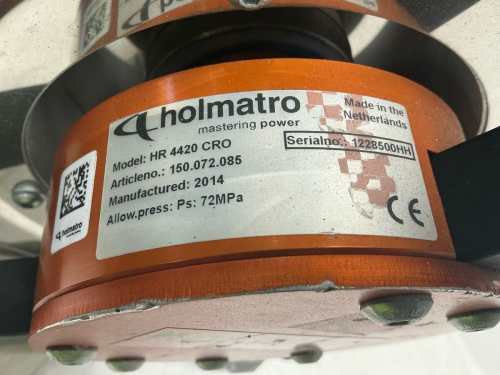 holmatro
mastering power
Made in the
Netherlands
Model: HR 4420 CRO
Serialno.: 1228500HH
Articleno.: 150.072.085
Manufactured: 2014
Allow.press: Ps: 72MPa
CE
holmatro